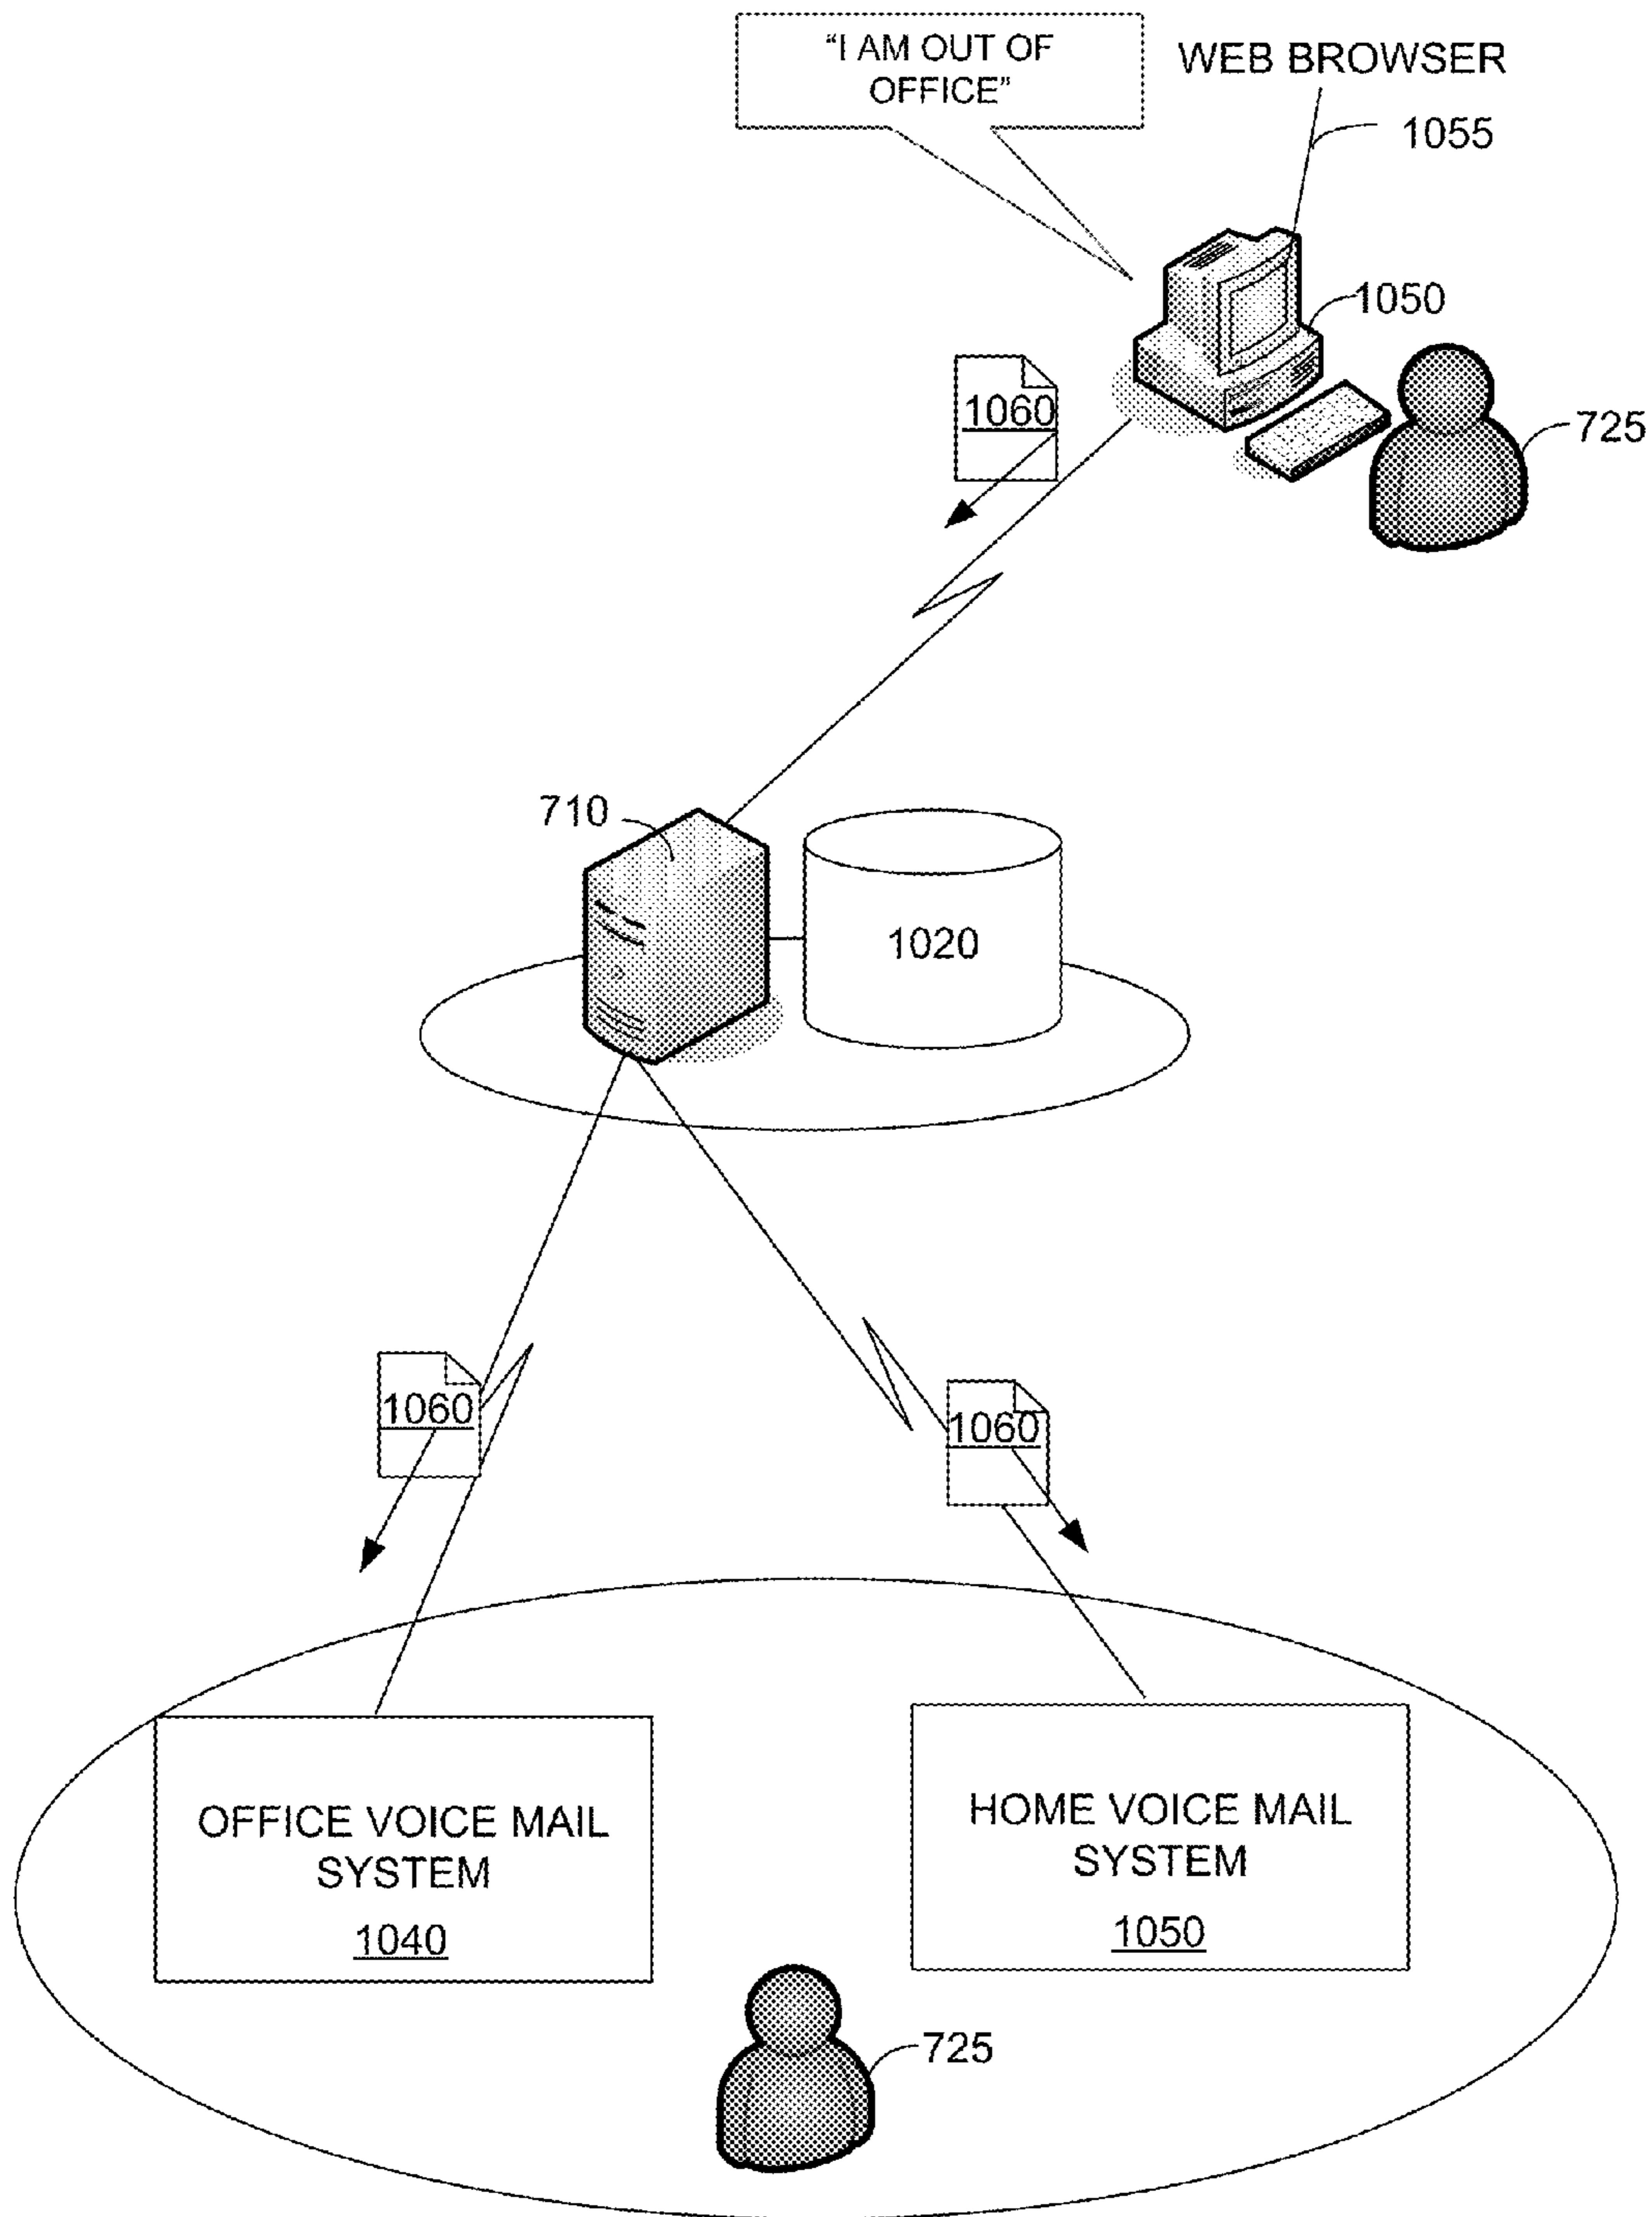 “I AM OUT OF
OFFICE”
WEB BROWSER
1055
1050
1060
725
710
1020
1060
1060
OFFICE VOICE MAIL
SYSTEM
1040
HOME VOICE MAIL
SYSTEM
1050
725